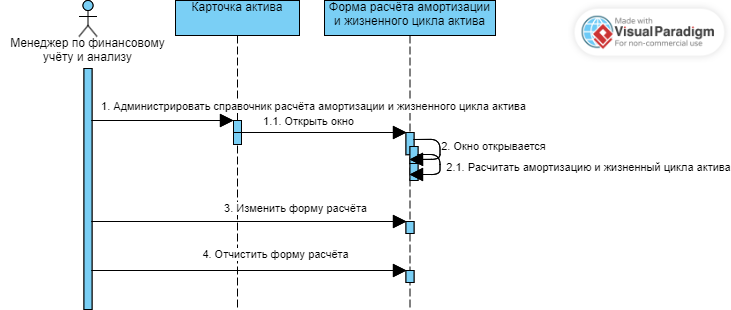 Карточка актива
Форма расчёта амортизации
и жизненного цикла актива
Made with
Visual Paradigm
For non-commercial use
Менеджер по финансовому
учёту и анализу
1. Администрировать справочник расчёта амортизации и жизненного цикла актива
1.1. Открыть окно
2. Окно открывается
2.1. Расчитать амортизацию и жизненный цикла актива
3. Изменить форму расчёта
4. Отчистить форму расчёта